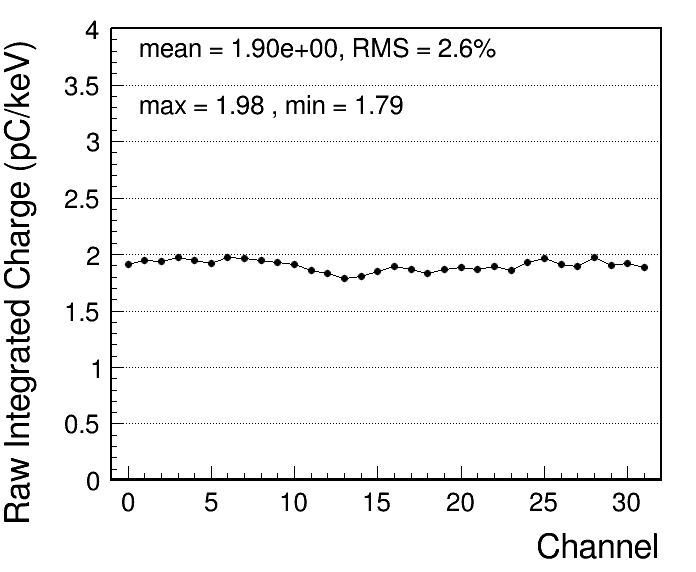 mean = 1.90e+00, RMS = 2.6%
max = 1.98 , min = 1.79
Raw Integrated Charge (pC/keV)
4
3.5
3
2.5
2
1.5
1
0.5
0
0 5 10 15 20 25 30
Channel